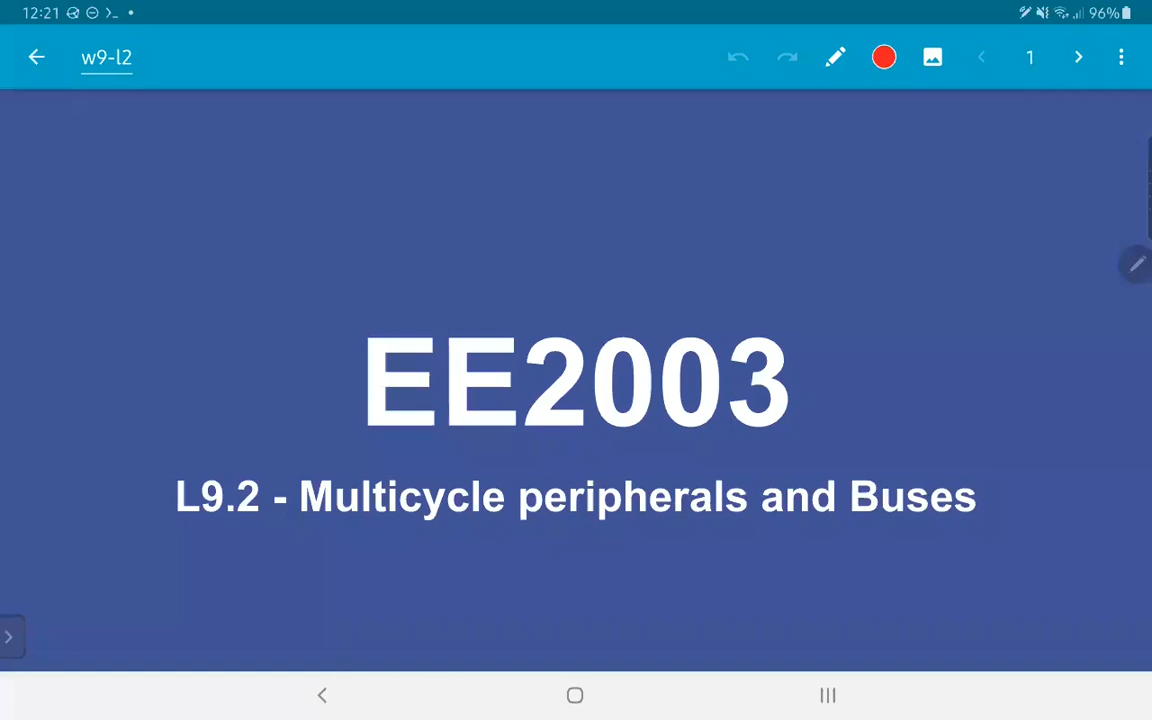 12:21
96%
w9-l2
1
EE2003
L9.2 - Multicycle peripherals and Buses